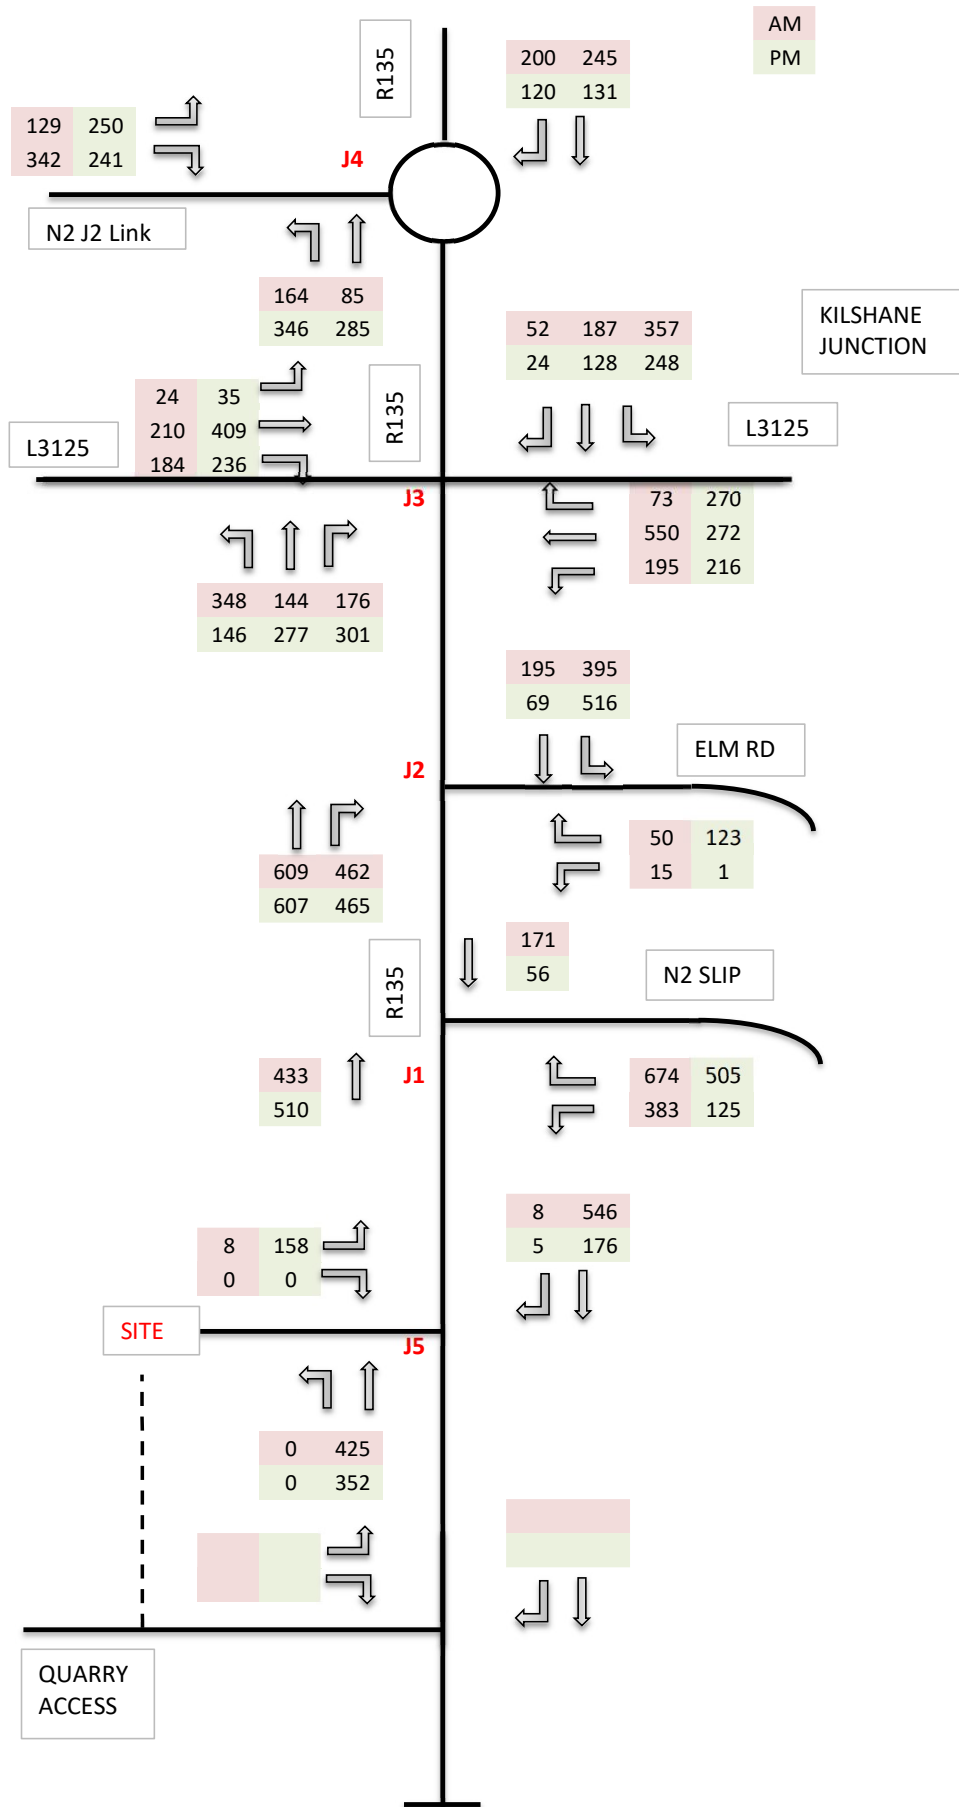 AM
PM
R135
200 245
120 131
129 250
342 241
J4
N2 J2 Link
164 85
346 285
52 187 357
24 128 248
KILSHANE
JUNCTION
R135
24 35
210 409
184 236
L3125
L3125
J3
73 270
550 272
195 216
348 144 176
146 277 301
195 395
69 516
ELM RD
J2
50 123
15 1
609 462
607 465
171
56
R135
N2 SLIP
433
510
J1
674 505
383 125
8 546
5 176
8 158
0 0
SITE
J5
0 425
0 352
QUARRY
ACCESS